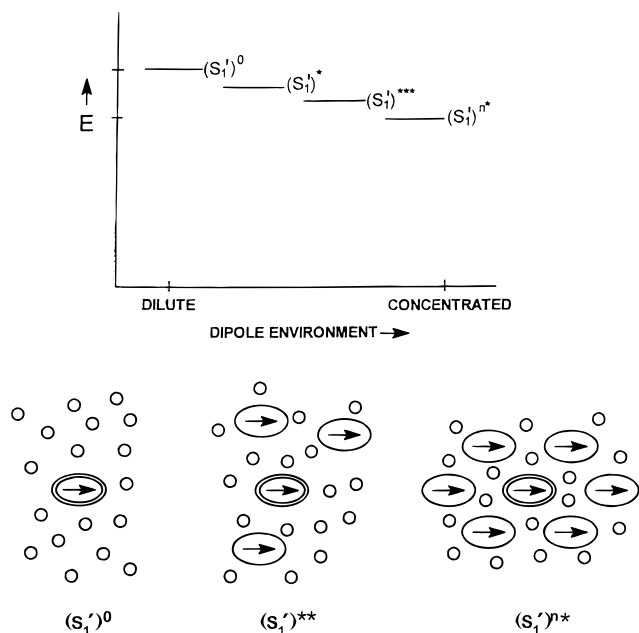 (S₁′)⁰
(S₁′)*
(S₁′)***
(S₁′)ⁿ*
E
DILUTE CONCENTRATED
DIPOLE ENVIRONMENT
(S₁′)⁰ (S₁′)** (S₁′)ⁿ*